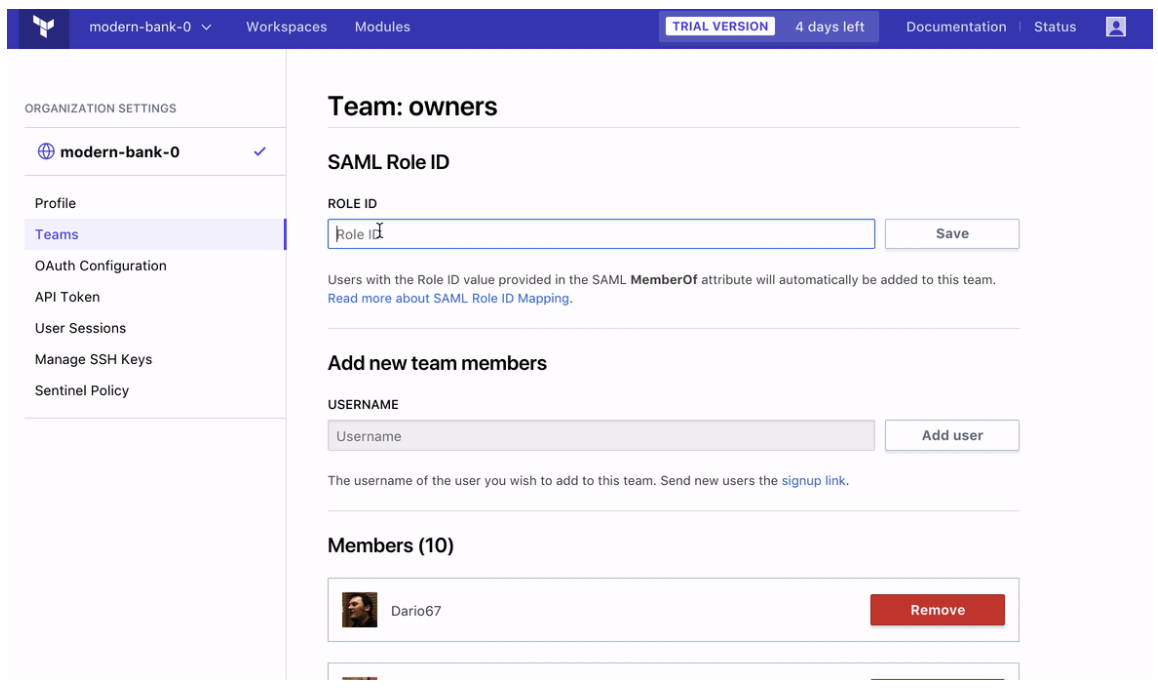 modern-bank-0 Workspaces Modules TRIAL VERSION 4 days left Documentation Status
ORGANIZATION SETTINGS
modern-bank-0
Profile
Teams
OAuth Configuration
API Token
User Sessions
Manage SSH Keys
Sentinel Policy
Team: owners
SAML Role ID
ROLE ID
Role ID
Save
Users with the Role ID value provided in the SAML MemberOf attribute will automatically be added to this team.
Read more about SAML Role ID Mapping.
Add new team members
USERNAME
Username
Add user
The username of the user you wish to add to this team. Send new users the signup link.
Members (10)
Dario67
Remove